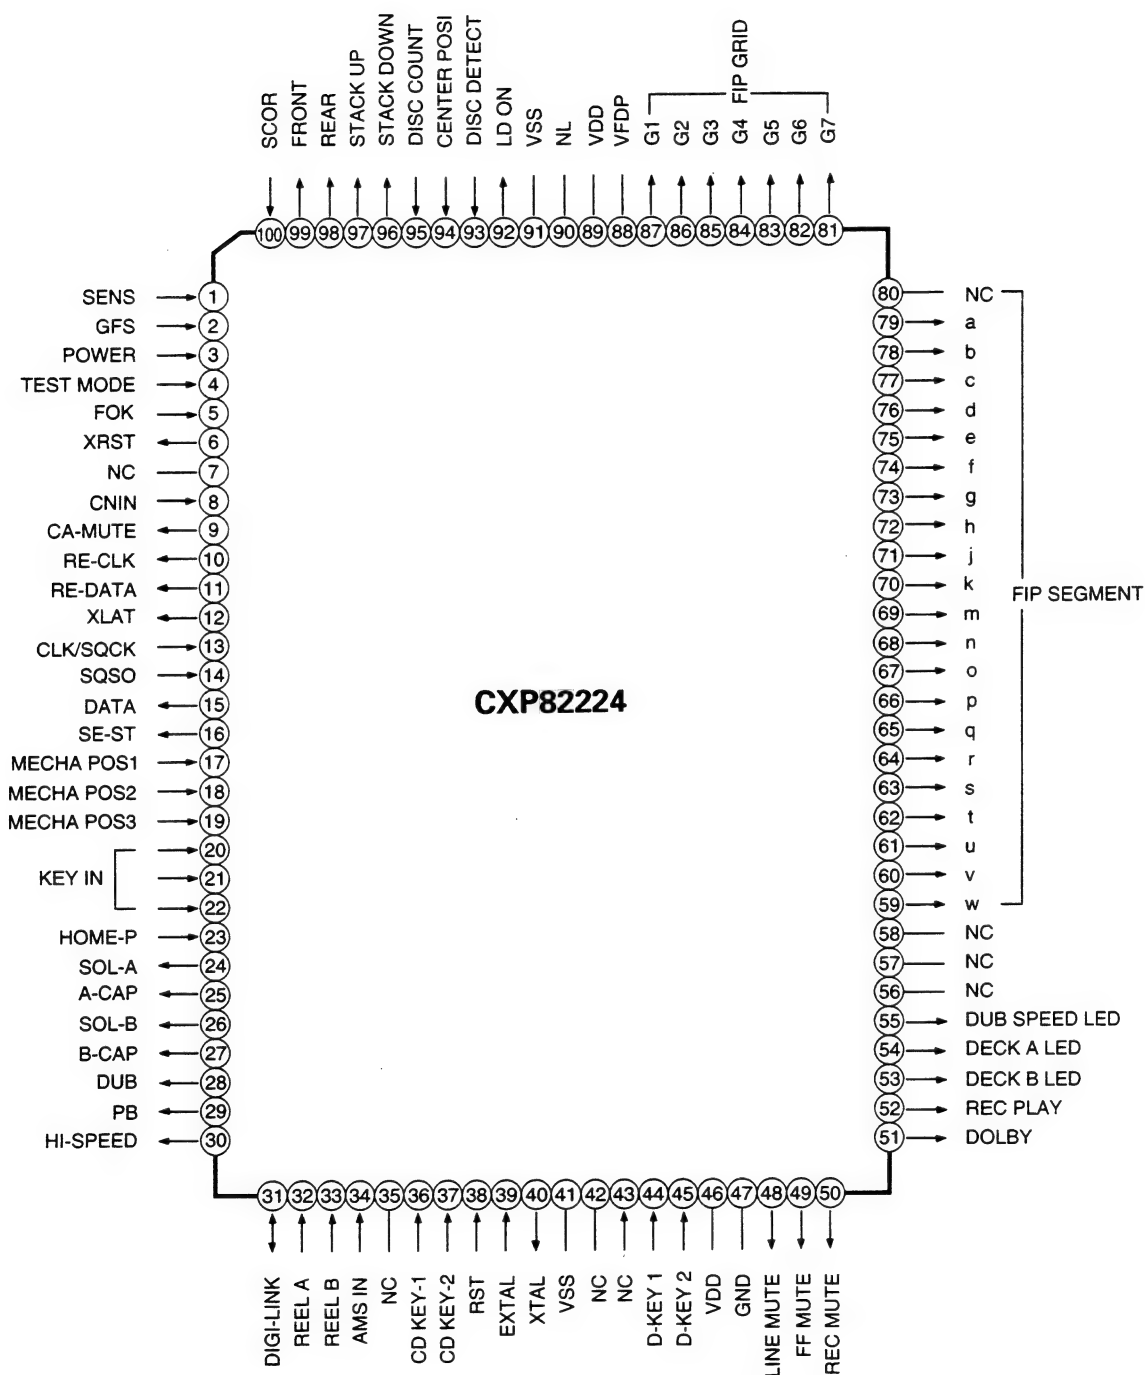 SCOR
FRONT
REAR
STACK UP
STACK DOWN
DISC COUNT
CENTER POSI
DISC DETECT
LD ON
VSS
NL
VDD
VFDP
G1
G2
G3
G4
G5
G6
G7
FIP GRID
100 99 98 97 96 95 94 93 92 91 90 89 88 87 86 85 84 83 82 81
SENS 1
GFS 2
POWER 3
TEST MODE 4
FOK 5
XRST 6
NC 7
CNIN 8
CA-MUTE 9
RE-CLK 10
RE-DATA 11
XLAT 12
CLK/SQCK 13
SQSO 14
DATA 15
SE-ST 16
MECHA POS1 17
MECHA POS2 18
MECHA POS3 19
20
KEY IN 21
22
HOME-P 23
SOL-A 24
A-CAP 25
SOL-B 26
B-CAP 27
DUB 28
PB 29
HI-SPEED 30
CXP82224
80 NC
79 a
78 b
77 c
76 d
75 e
74 f
73 g
72 h
71 j
70 k
69 m
68 n
67 o
66 p
65 q
64 r
63 s
62 t
61 u
60 v
59 w
FIP SEGMENT
58 NC
57 NC
56 NC
55 DUB SPEED LED
54 DECK A LED
53 DECK B LED
52 REC PLAY
51 DOLBY
31 32 33 34 35 36 37 38 39 40 41 42 43 44 45 46 47 48 49 50
DIGI-LINK
REEL A
REEL B
AMS IN
NC
CD KEY-1
CD KEY-2
RST
EXTAL
XTAL
VSS
NC
NC
D-KEY 1
D-KEY 2
VDD
GND
LINE MUTE
FF MUTE
REC MUTE